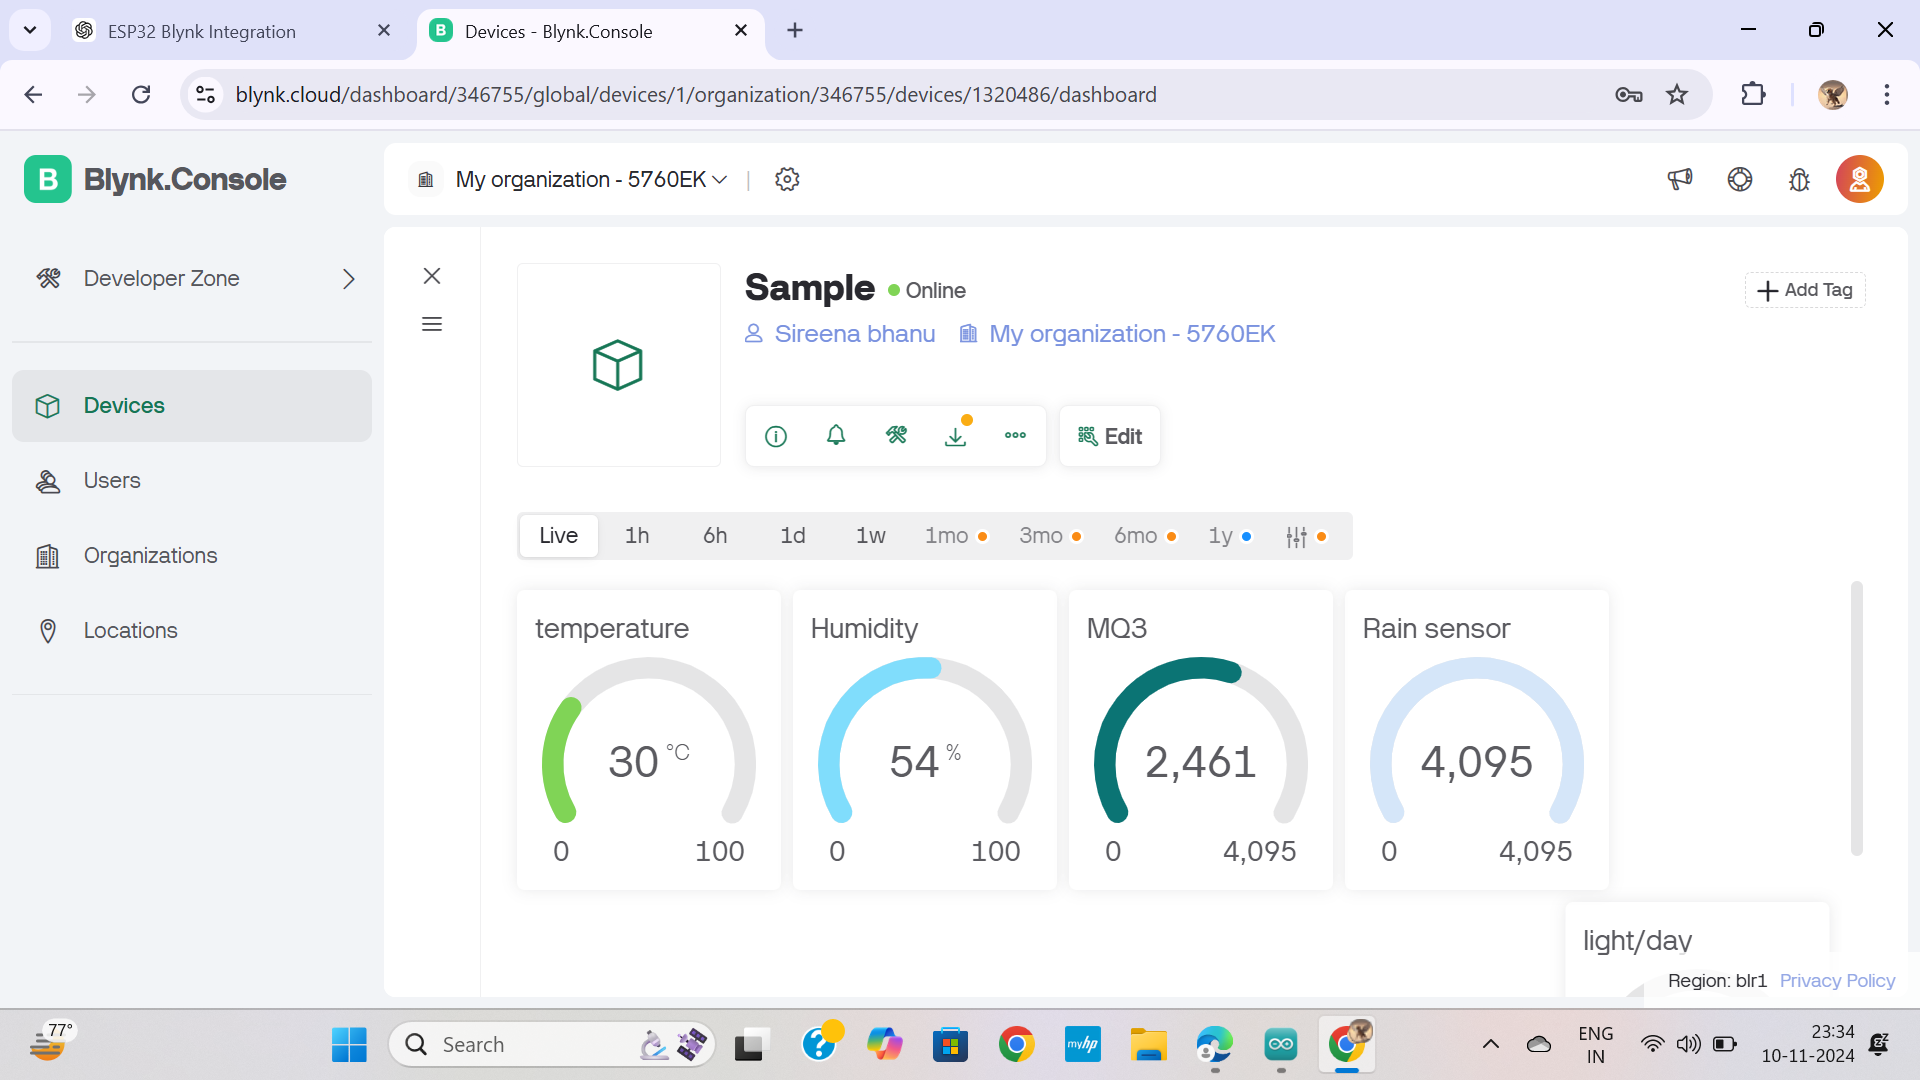 ESP32 Blynk Integration
B Devices - Blynk.Console
blynk.cloud/dashboard/346755/global/devices/1/organization/346755/devices/1320486/dashboard
B Blynk.Console
My organization - 5760EK
Developer Zone
Devices
Users
Organizations
Locations
Sample Online
Add Tag
Sireena bhanu My organization - 5760EK
Edit
Live 1h 6h 1d 1w 1mo 3mo 6mo 1y
temperature
30 °C
0 100
Humidity
54 %
0 100
MQ3
2,461
0 4,095
Rain sensor
4,095
0 4,095
light/day
Region: blr1 Privacy Policy
77°
Search
myhp
ENG
IN
23:34
10-11-2024